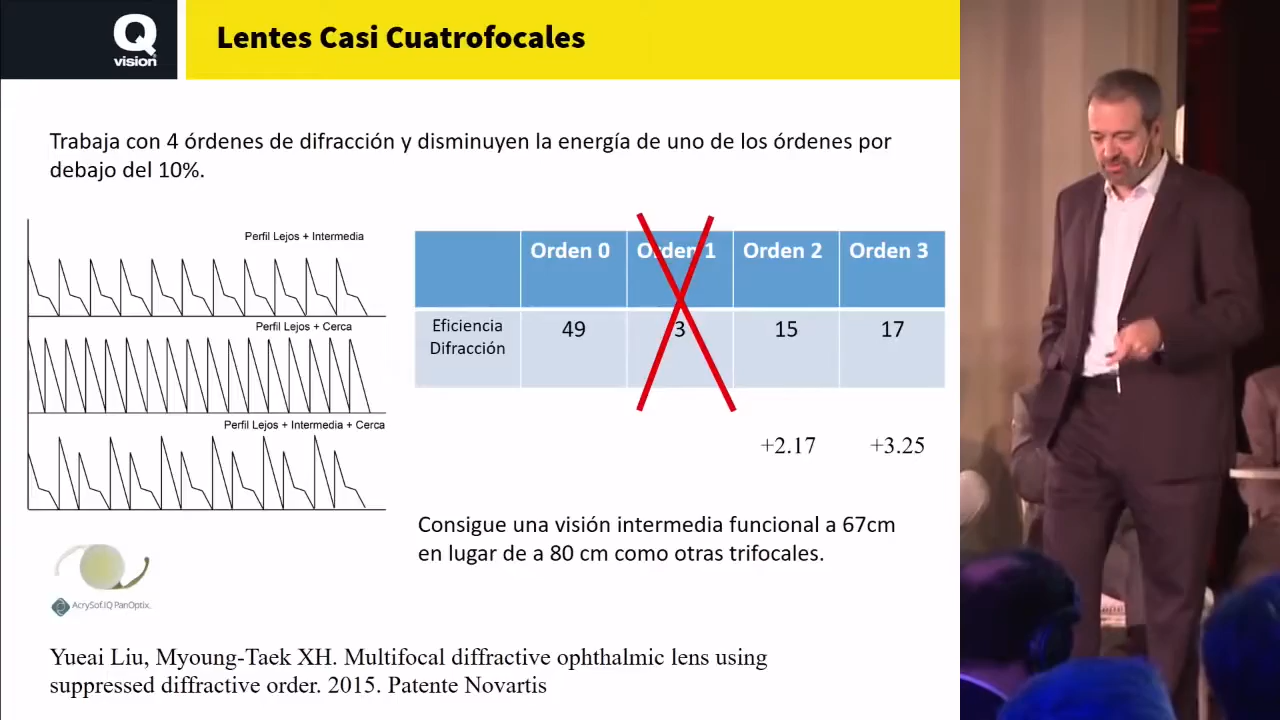 Q
vision
Lentes Casi Cuatrofocales
Trabaja con 4 órdenes de difracción y disminuyen la energía de uno de los órdenes por
debajo del 10%.
Perfil Lejos + Intermedia
Perfil Lejos + Cerca
Perfil Lejos + Intermedia + Cerca
Orden 0 Orden 1 Orden 2 Orden 3
Eficiencia
Difracción
49 3 15 17
+2.17 +3.25
Consigue una visión intermedia funcional a 67cm
en lugar de a 80 cm como otras trifocales.
AcrySof.IQ PanOptix.
Yueai Liu, Myoung-Taek XH. Multifocal diffractive ophthalmic lens using
suppressed diffractive order. 2015. Patente Novartis